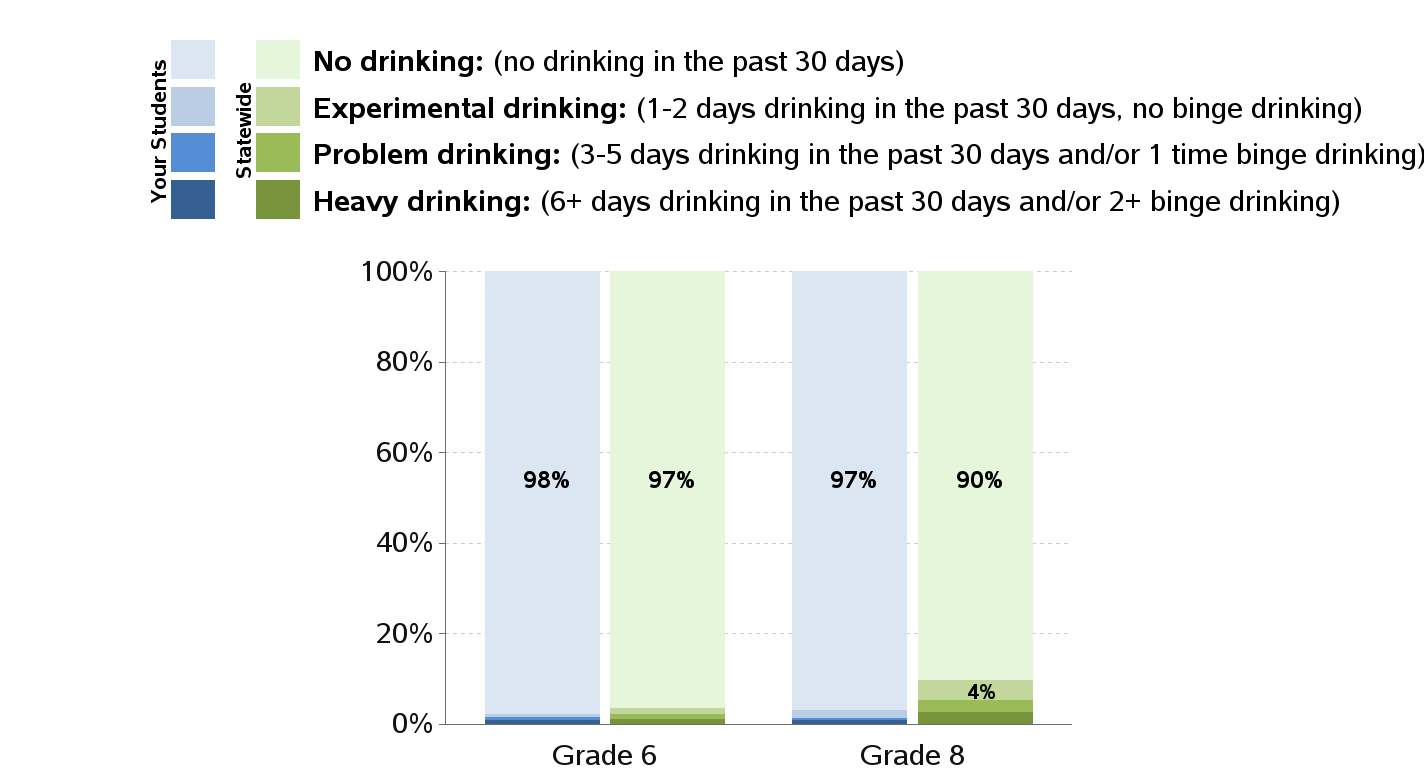 Your Students
Statewide
No drinking: (no drinking in the past 30 days)
Experimental drinking: (1-2 days drinking in the past 30 days, no binge drinking)
Problem drinking: (3-5 days drinking in the past 30 days and/or 1 time binge drinking)
Heavy drinking: (6+ days drinking in the past 30 days and/or 2+ binge drinking)
100%
80%
60%
98% 97% 97% 90%
40%
20%
4%
0%
Grade 6 Grade 8